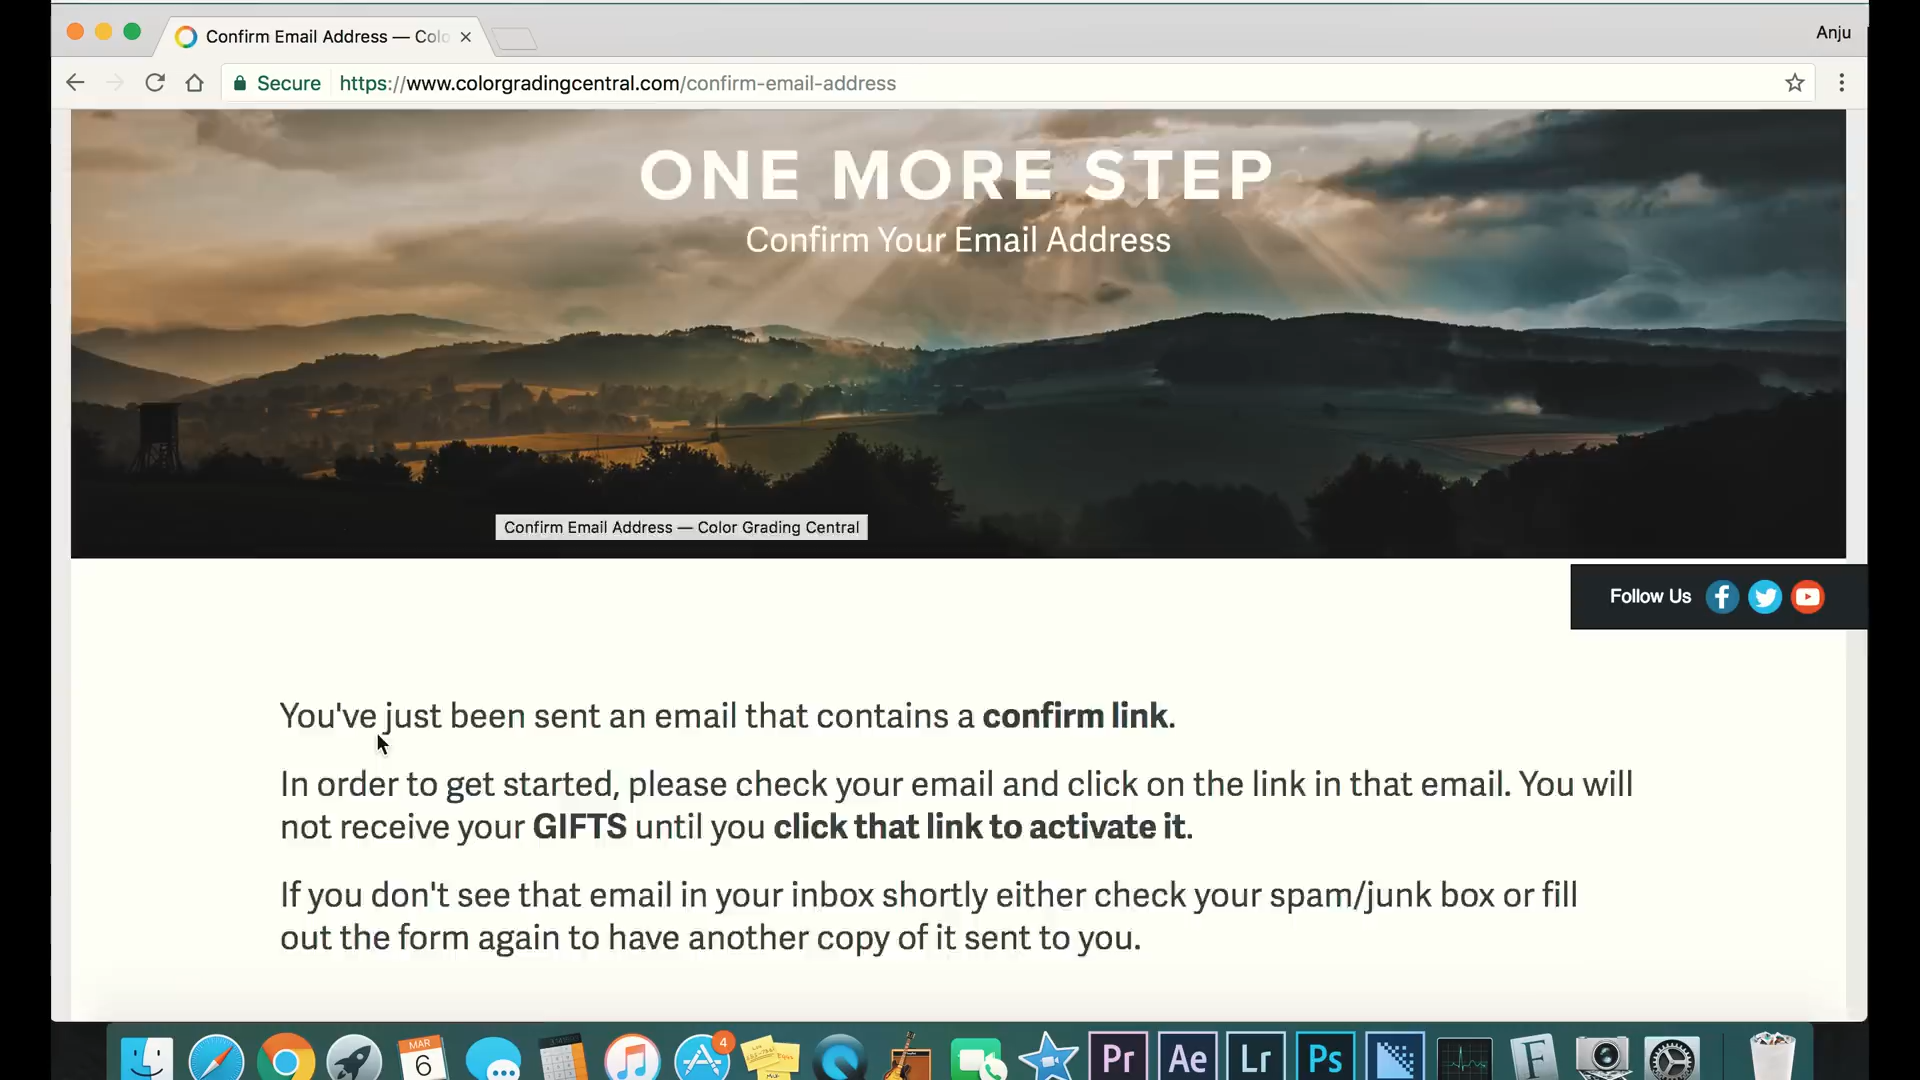 Confirm Email Address — Colo
Anju
Secure https://www.colorgradingcentral.com/confirm-email-address
ONE MORE STEP
Confirm Your Email Address
Confirm Email Address — Color Grading Central
Follow Us
You've just been sent an email that contains a confirm link.
In order to get started, please check your email and click on the link in that email. You will
not receive your GIFTS until you click that link to activate it.
If you don't see that email in your inbox shortly either check your spam/junk box or fill
out the form again to have another copy of it sent to you.
MAR
6
4
Pr
Ae
Lr
Ps
F